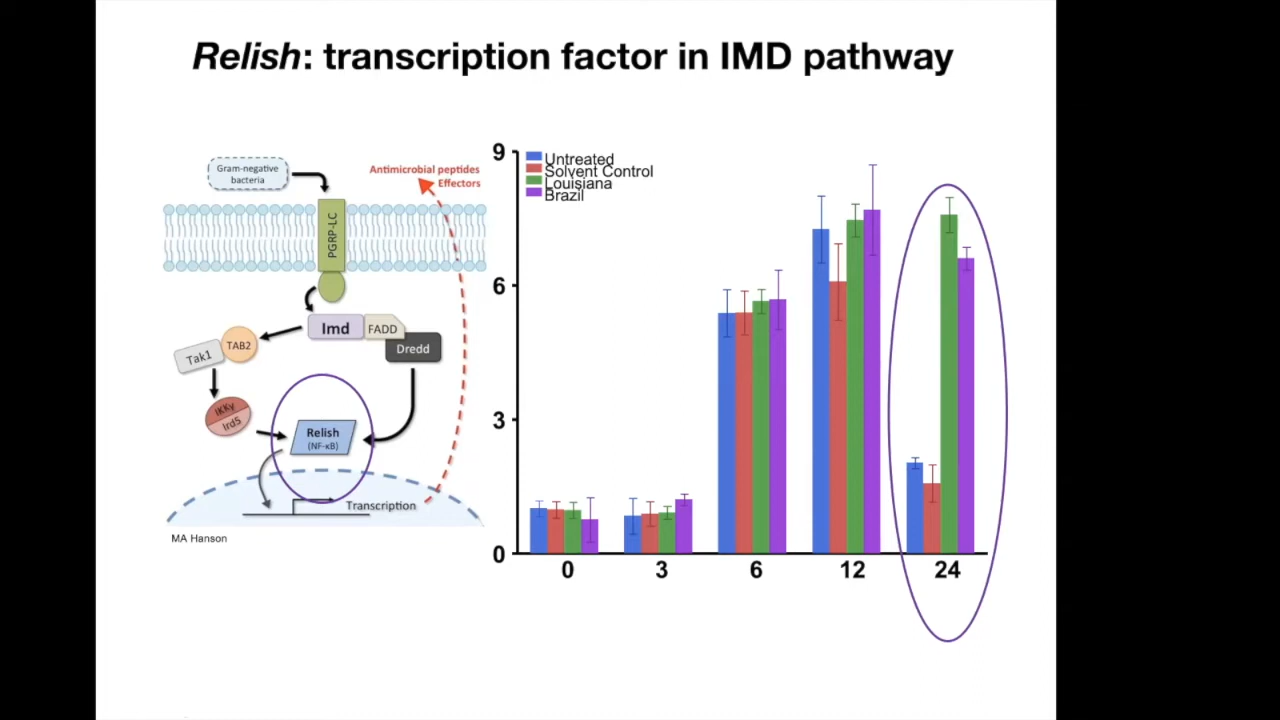 Relish: transcription factor in IMD pathway
Gram-negative
bacteria
Antimicrobial peptides
Effectors
PGRP-LC
Imd
FADD
Dredd
TAB2
Tak1
IKKγ
Ird5
Relish
(NF-κB)
Transcription
MA Hanson
9
6
3
0
Untreated
Solvent Control
Louisiana
Brazil
0
3
6
12
24